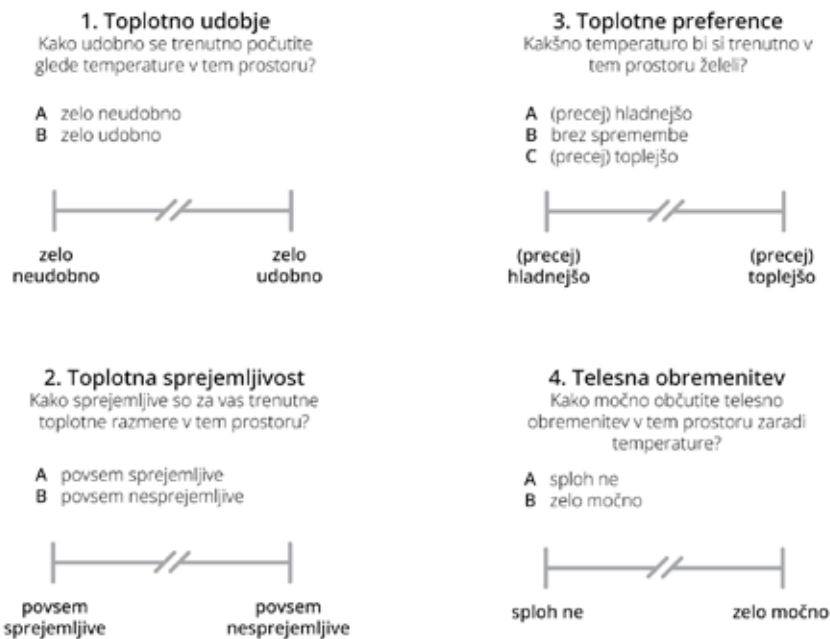 1. Toplotno udobje
Kako udobno se trenutno počutite
glede temperature v tem prostoru?
A zelo neudobno
B zelo udobno
zelo
neudobno
zelo
udobno
2. Toplotna sprejemljivost
Kako sprejemljive so za vas trenutne
toplotne razmere v tem prostoru?
A povsem sprejemljive
B povsem nesprejemljive
povsem
sprejemljive
povsem
nesprejemljive
3. Toplotne preference
Kakšno temperaturo bi si trenutno v
tem prostoru želeli?
A (precej) hladnejšo
B brez spremembe
C (precej) toplejšo
(precej)
hladnejšo
(precej)
toplejšo
4. Telesna obremenitev
Kako močno občutite telesno
obremenitev v tem prostoru zaradi
temperature?
A sploh ne
B zelo močno
sploh ne
zelo močno